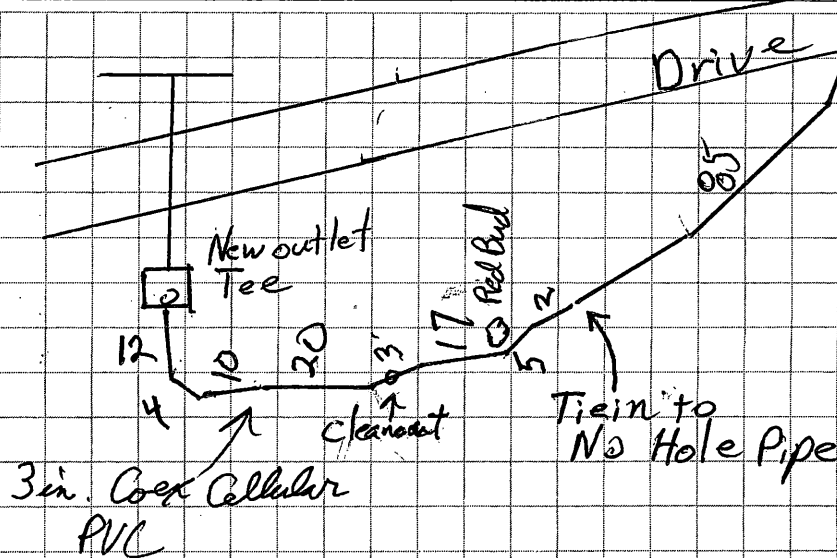 Drive
85
New outlet
Tee
Red Bud
12
4
10
20
3'
17
5
2
Cleanout
Tie in to
No Hole Pipe
3 in. Coex Cellular
PVC